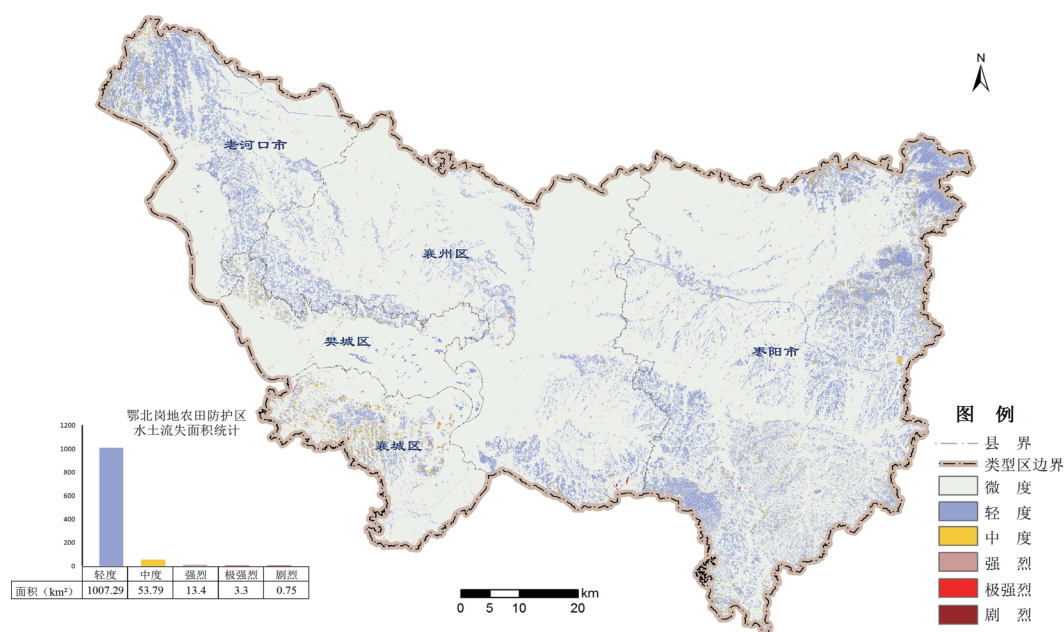 N
老河口市
襄州区
樊城区
枣阳市
襄城区
鄂北岗地农田防护区
水土流失面积统计
1200
1000
800
600
400
200
0
轻度 中度 强烈 极强烈 剧烈
面积（km²） 1007.29 53.79 13.4 3.3 0.75
km
0 5 10 20
图 例
县 界
类型区边界
微 度
轻 度
中 度
强 烈
极强烈
剧 烈